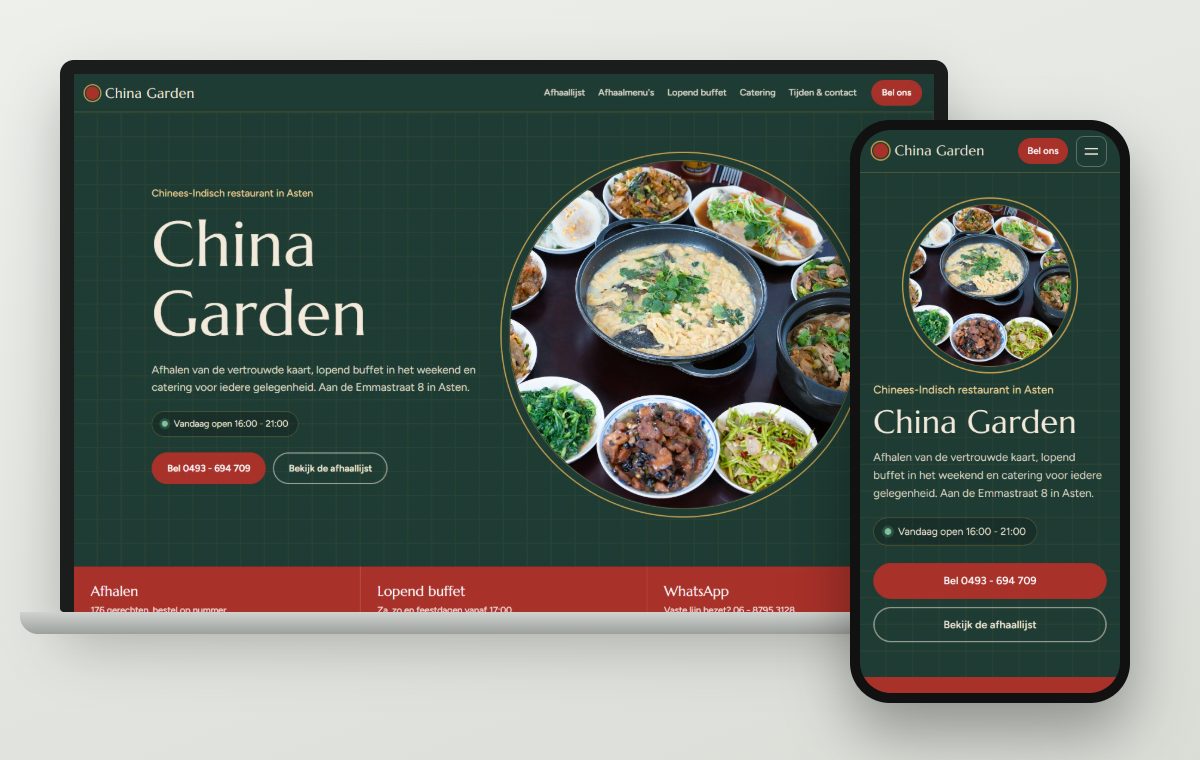 China Garden
Afhaallijst Afhaalmenu's Lopend buffet Catering Tijden & contact Bel ons
Chinees-Indisch restaurant in Asten
China
Garden
Afhalen van de vertrouwde kaart, lopend buffet in het weekend en
catering voor iedere gelegenheid. Aan de Emmastraat 8 in Asten.
Vandaag open 16:00 - 21:00
Bel 0493 - 694 709 Bekijk de afhaallijst
Afhalen
176 gerechten, bestel op nummer
Lopend buffet
Za, zo en feestdagen vanaf 17:00
WhatsApp
Vaste lijn bezet? 06 - 8795 3128
China Garden Bel ons
Chinees-Indisch restaurant in Asten
China Garden
Afhalen van de vertrouwde kaart, lopend
buffet in het weekend en catering voor iedere
gelegenheid. Aan de Emmastraat 8 in Asten.
Vandaag open 16:00 - 21:00
Bel 0493 - 694 709
Bekijk de afhaallijst